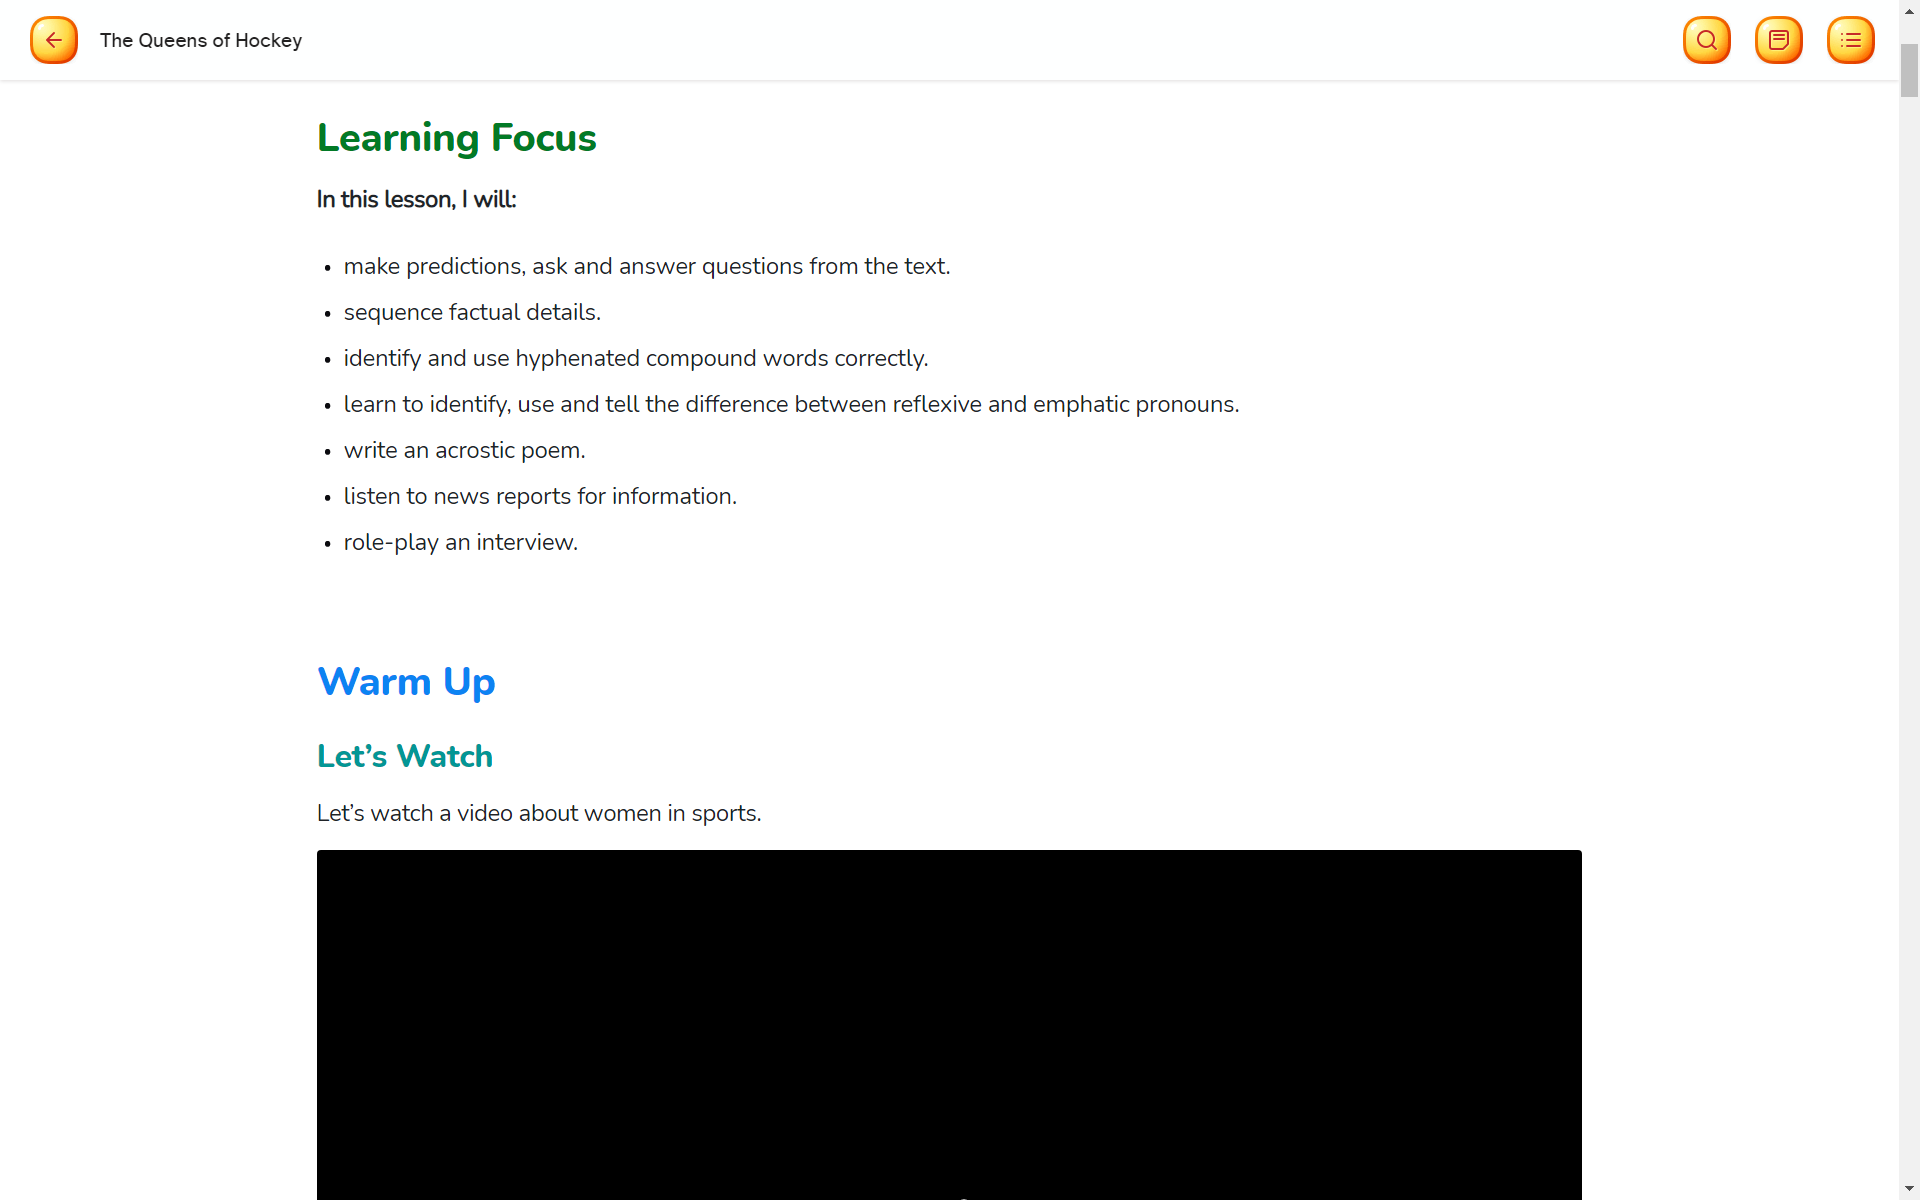 The Queens of Hockey
Learning Focus
In this lesson, I will:
• make predictions, ask and answer questions from the text.
• sequence factual details.
• identify and use hyphenated compound words correctly.
• learn to identify, use and tell the difference between reflexive and emphatic pronouns.
• write an acrostic poem.
• listen to news reports for information.
• role-play an interview.
Warm Up
Let’s Watch
Let’s watch a video about women in sports.